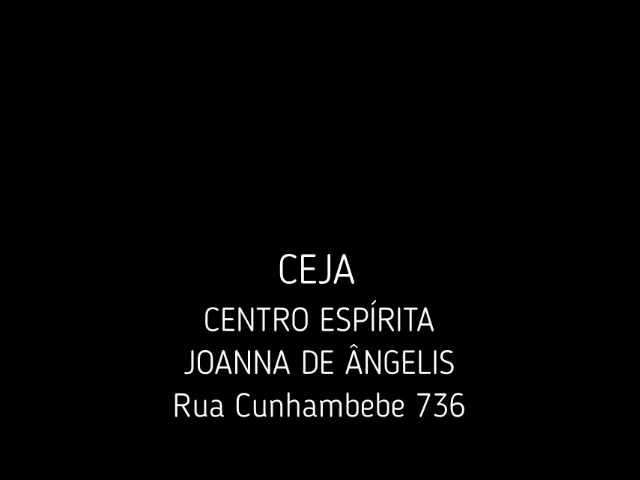 CEJA
CENTRO ESPÍRITA
JOANNA DE ÂNGELIS
Rua Cunhambebe 736